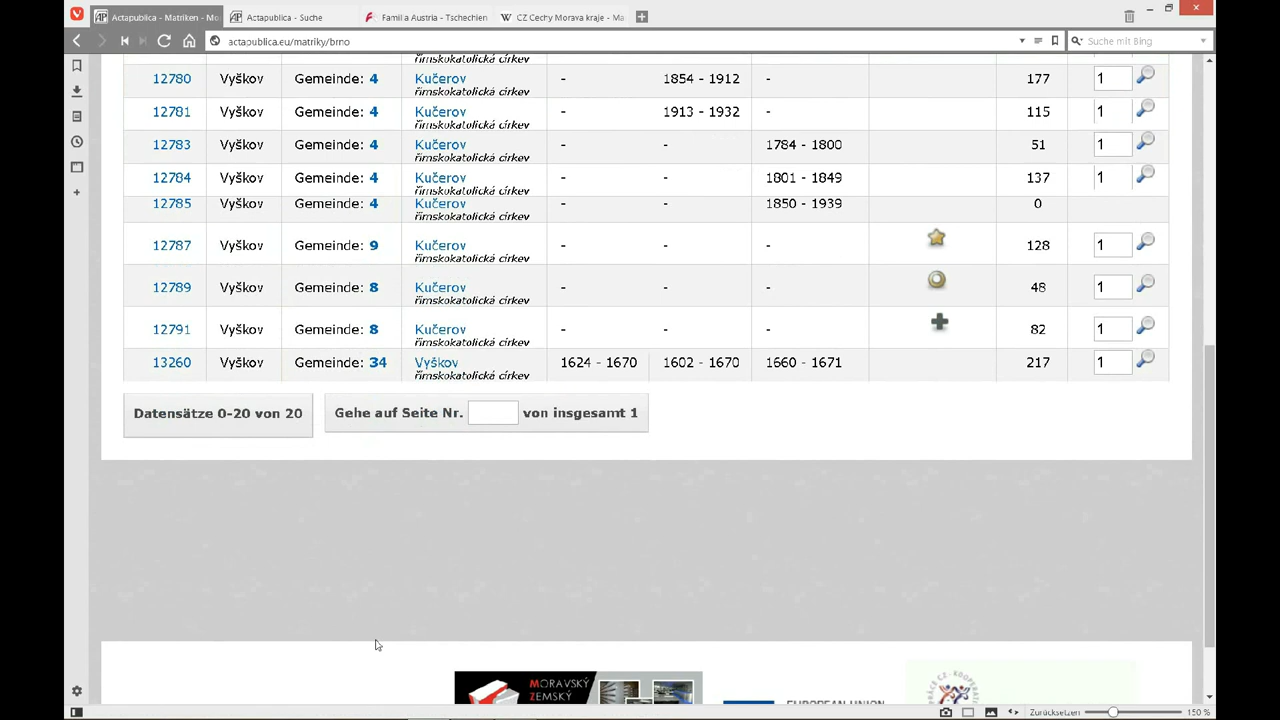 Actapublica - Matriken - Mo
Actapublica - Suche
Familia Austria - Tschechien
CZ Cechy Morava kraje - Ma
actapublica.eu/matriky/brno
Suche mit Bing
římskokatolická církev
12780 Vyškov Gemeinde: 4 Kučerov - 1854 - 1912 - 177 1
římskokatolická církev
12781 Vyškov Gemeinde: 4 Kučerov - 1913 - 1932 - 115 1
římskokatolická církev
12783 Vyškov Gemeinde: 4 Kučerov - - 1784 - 1800 51 1
římskokatolická církev
12784 Vyškov Gemeinde: 4 Kučerov - - 1801 - 1849 137 1
římskokatolická církev
12785 Vyškov Gemeinde: 4 Kučerov - - 1850 - 1939 0
římskokatolická církev
12787 Vyškov Gemeinde: 9 Kučerov - - - 128 1
římskokatolická církev
12789 Vyškov Gemeinde: 8 Kučerov - - - 48 1
římskokatolická církev
12791 Vyškov Gemeinde: 8 Kučerov - - - 82 1
římskokatolická církev
13260 Vyškov Gemeinde: 34 Vyškov 1624 - 1670 1602 - 1670 1660 - 1671 217 1
římskokatolická církev
Datensätze 0-20 von 20
Gehe auf Seite Nr. von insgesamt 1
MORAVSKÝ
ZEMSKÝ
EUROPEAN UNION
Zurücksetzen 150 %